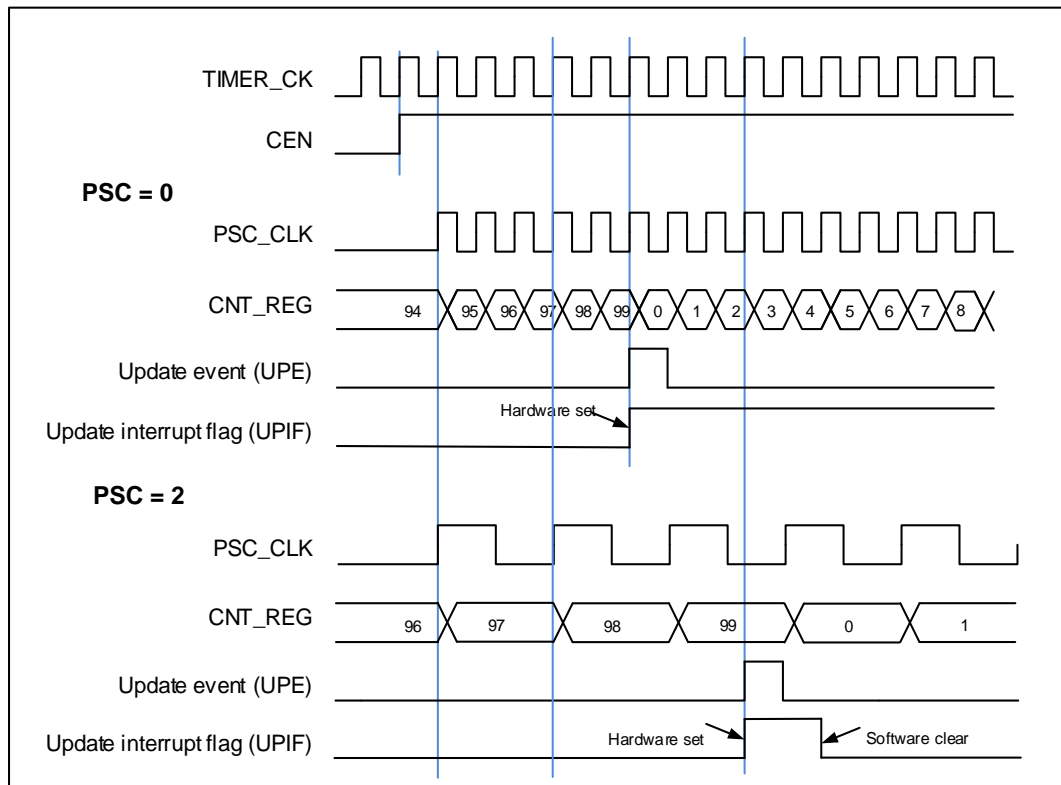 TIMER_CK
CEN
PSC = 0
PSC_CLK
CNT_REG 94 95 96 97 98 99 0 1 2 3 4 5 6 7 8
Update event (UPE)
Hardware set
Update interrupt flag (UPIF)
PSC = 2
PSC_CLK
CNT_REG 96 97 98 99 0 1
Update event (UPE)
Update interrupt flag (UPIF) Hardware set Software clear